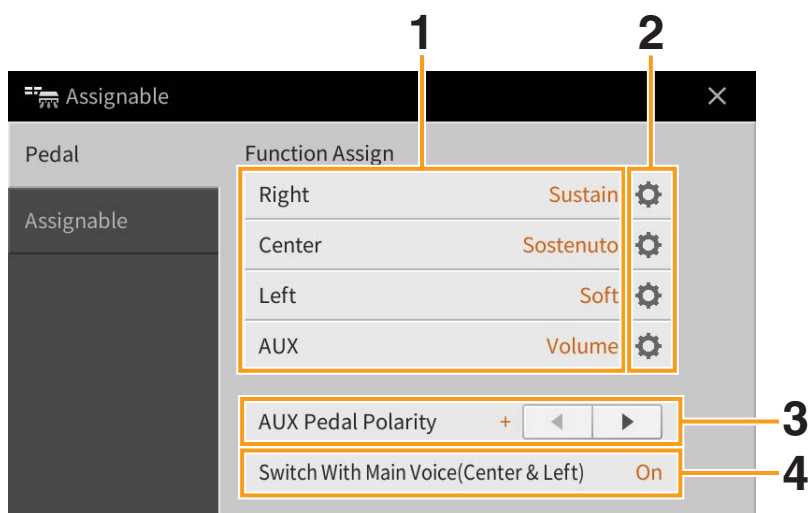 1 2
Assignable
Pedal
Function Assign
Right Sustain
Assignable
Center Sostenuto
Left Soft
AUX Volume
AUX Pedal Polarity + 3
Switch With Main Voice(Center & Left) On 4